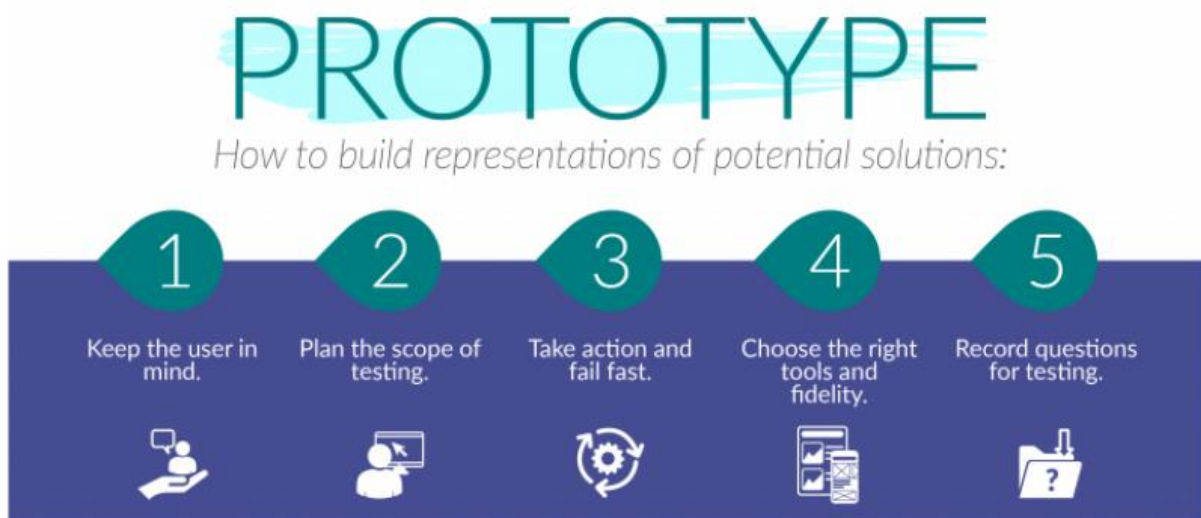 PROTOTYPE
How to build representations of potential solutions:
1
Keep the user in
mind.
2
Plan the scope of
testing.
3
Take action and
fail fast.
4
Choose the right
tools and
fidelity.
5
Record questions
for testing.
?